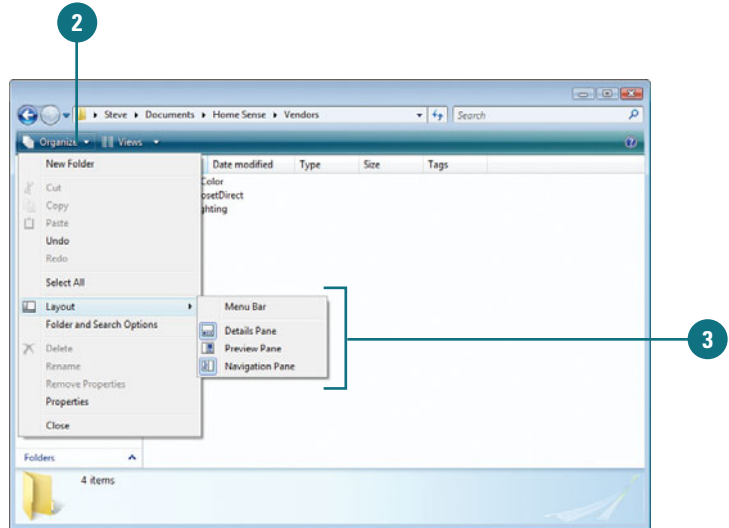 2
Steve Documents Home Sense Vendors
Search
Organize Views
New Folder
Date modified Type Size Tags
Cut
Color
Copy
osetDirect
Paste
ghting
Undo
Redo
Select All
Layout
Menu Bar
Folder and Search Options
Details Pane
Delete
Preview Pane
Rename
Navigation Pane
Remove Properties
Properties
Close
3
Folders
4 items